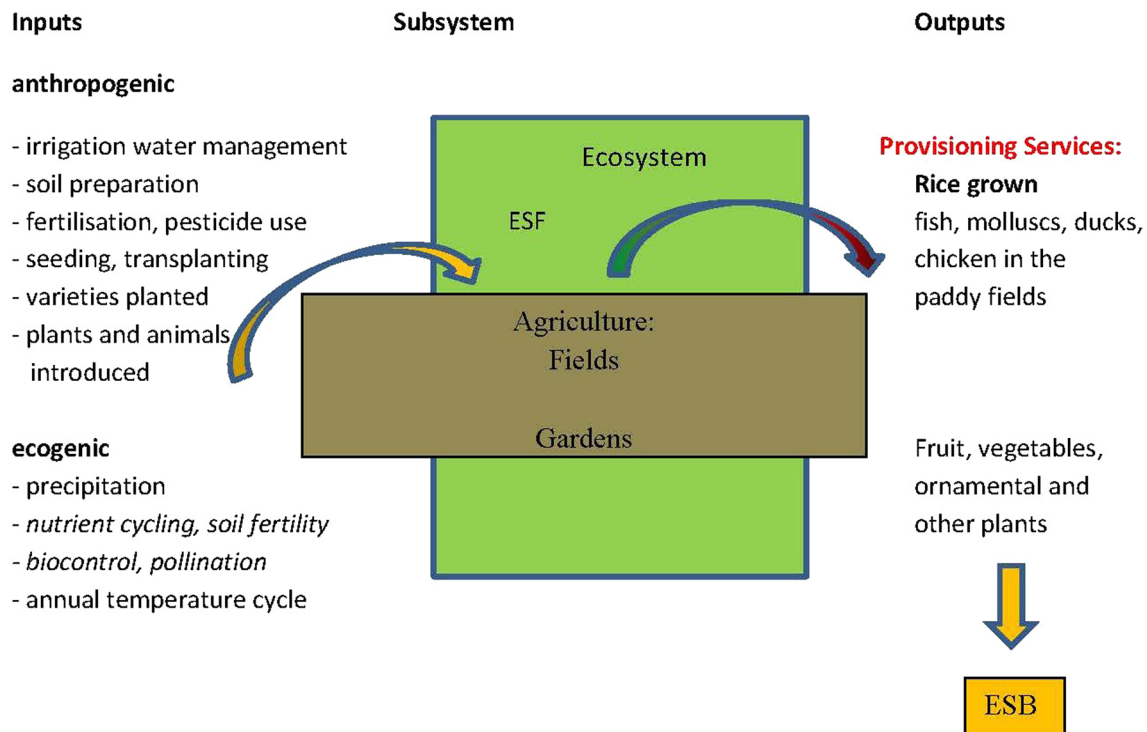 Inputs
Subsystem
Outputs
anthropogenic
- irrigation water management
- soil preparation
- fertilisation, pesticide use
- seeding, transplanting
- varieties planted
- plants and animals
introduced
ecogenic
- precipitation
- nutrient cycling, soil fertility
- biocontrol, pollination
- annual temperature cycle
Ecosystem
ESF
Agriculture:
Fields
Gardens
Provisioning Services:
Rice grown
fish, molluscs, ducks,
chicken in the
paddy fields
Fruit, vegetables,
ornamental and
other plants
ESB